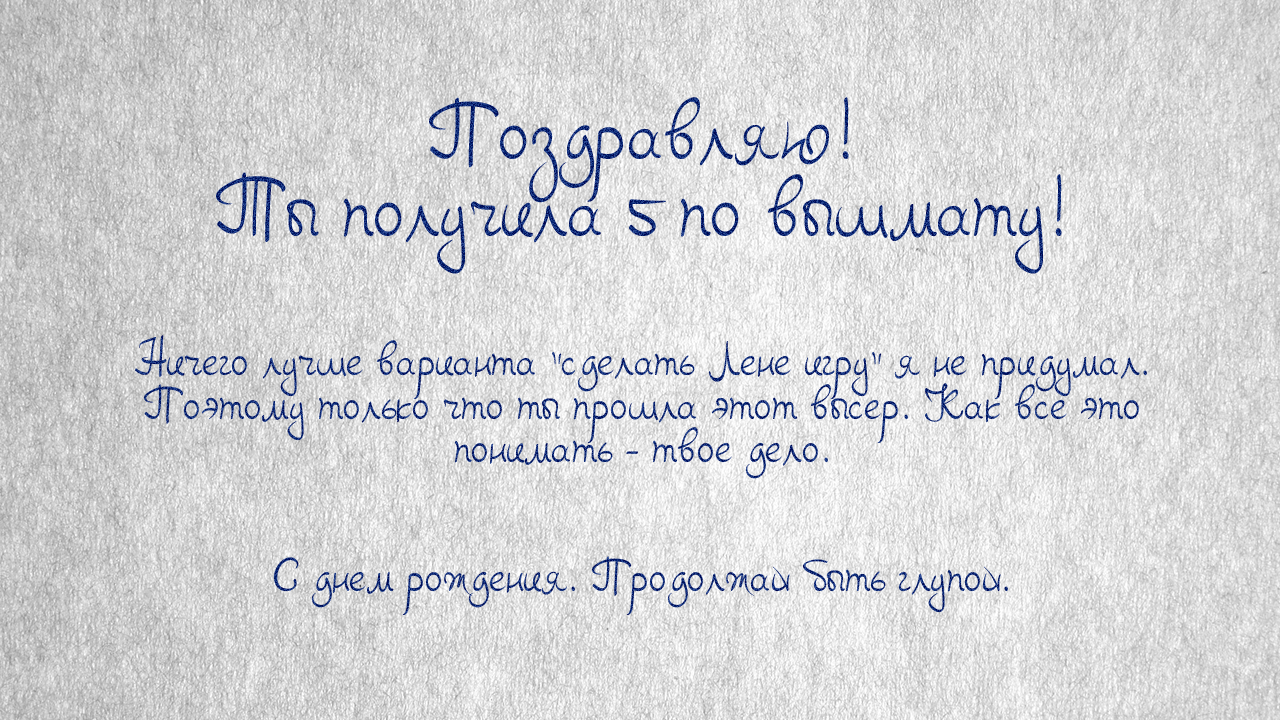 Поздравляю!
Ты получила 5 по вышмату!
Ничего лучше варианта "сделать Лене игру" я не придумал.
Поэтому только что ты прошла этот высер. Как все это
понимать - твое дело.
С днем рождения. Продолжай быть глупой.